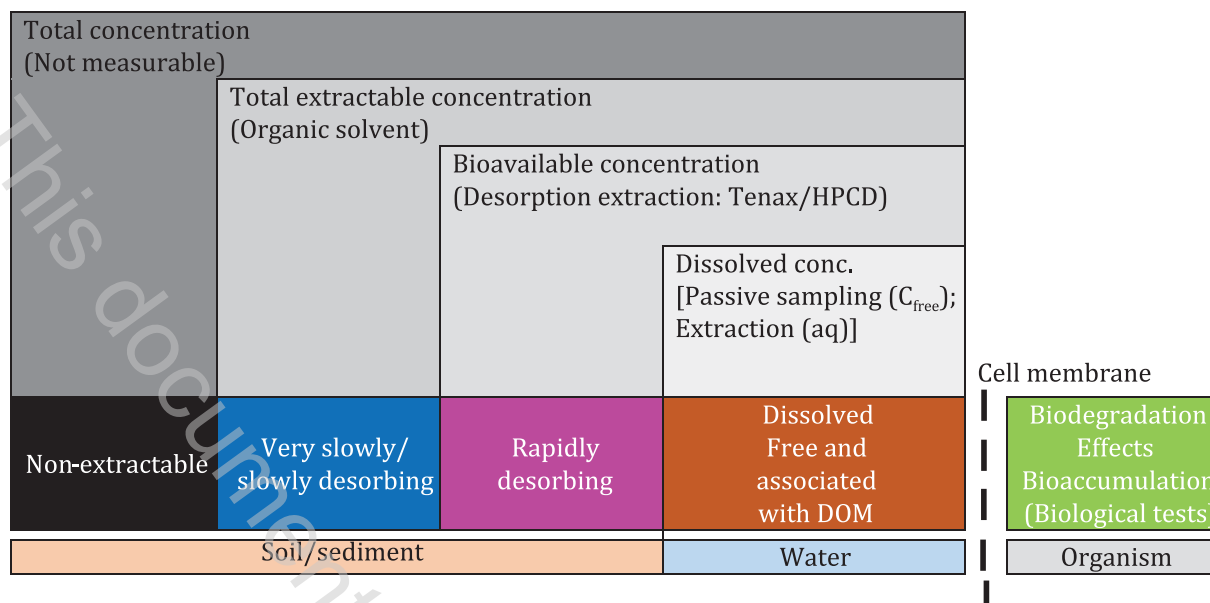 Total concentration
(Not measurable)
Total extractable concentration
(Organic solvent)
Bioavailable concentration
(Desorption extraction: Tenax/HPCD)
Dissolved conc.
[Passive sampling (Cfree);
Extraction (aq)]
Cell membrane
Non-extractable
Very slowly/
slowly desorbing
Rapidly
desorbing
Dissolved
Free and
associated
with DOM
Biodegradation
Effects
Bioaccumulation
(Biological tests)
Soil/sediment
Water
Organism
This document